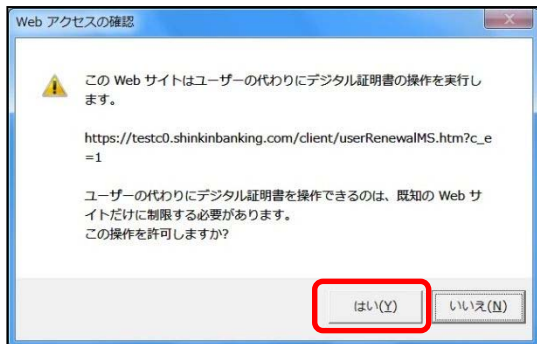 Web アクセスの確認
この Web サイトはユーザーの代わりにデジタル証明書の操作を実行し
ます。
https://testc0.shinkinbanking.com/client/userRenewalMS.htm?c_e
=1
ユーザーの代わりにデジタル証明書を操作できるのは、既知の Web サ
イトだけに制限する必要があります。
この操作を許可しますか?
はい(Y) いいえ(N)